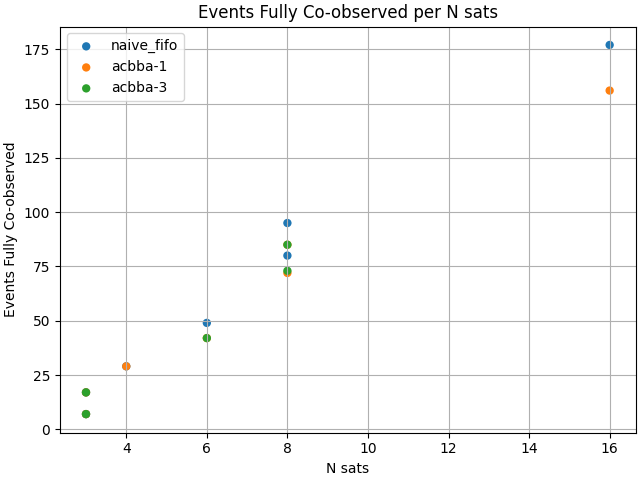 Events Fully Co-observed per N sats
naive_fifo
acbba-1
acbba-3
Events Fully Co-observed
175
150
125
100
75
50
25
0
4 6 8 10 12 14 16
N sats